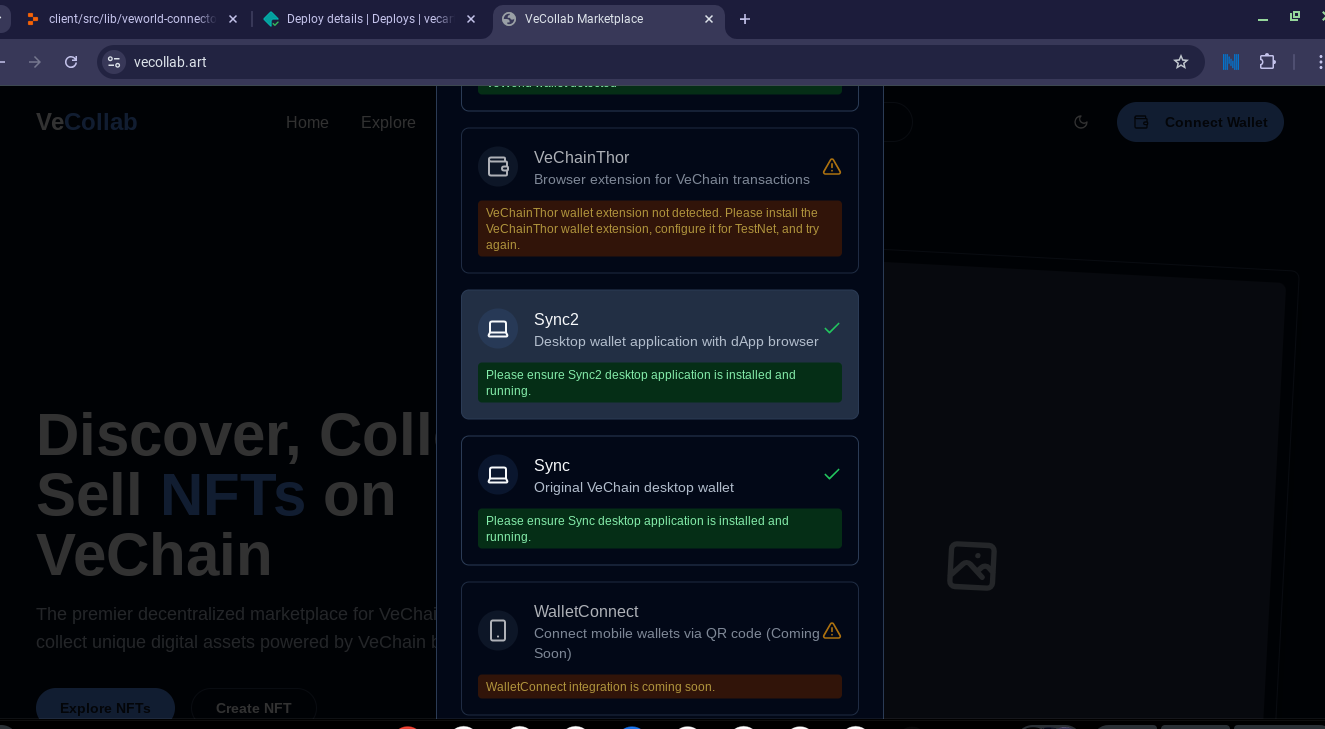 client/src/lib/veworld-connecto
Deploy details | Deploys | vecar
VeCollab Marketplace
vecollab.art
VeWorld wallet detected
VeCollab
Home
Explore
Connect Wallet
VeChainThor
Browser extension for VeChain transactions
VeChainThor wallet extension not detected. Please install the
VeChainThor wallet extension, configure it for TestNet, and try
again.
Sync2
Desktop wallet application with dApp browser
Please ensure Sync2 desktop application is installed and
running.
Sync
Original VeChain desktop wallet
Please ensure Sync desktop application is installed and
running.
WalletConnect
Connect mobile wallets via QR code (Coming
Soon)
WalletConnect integration is coming soon.
Discover, Colle
Sell NFTs on
VeChain
The premier decentralized marketplace for VeChai
collect unique digital assets powered by VeChain b
Explore NFTs
Create NFT